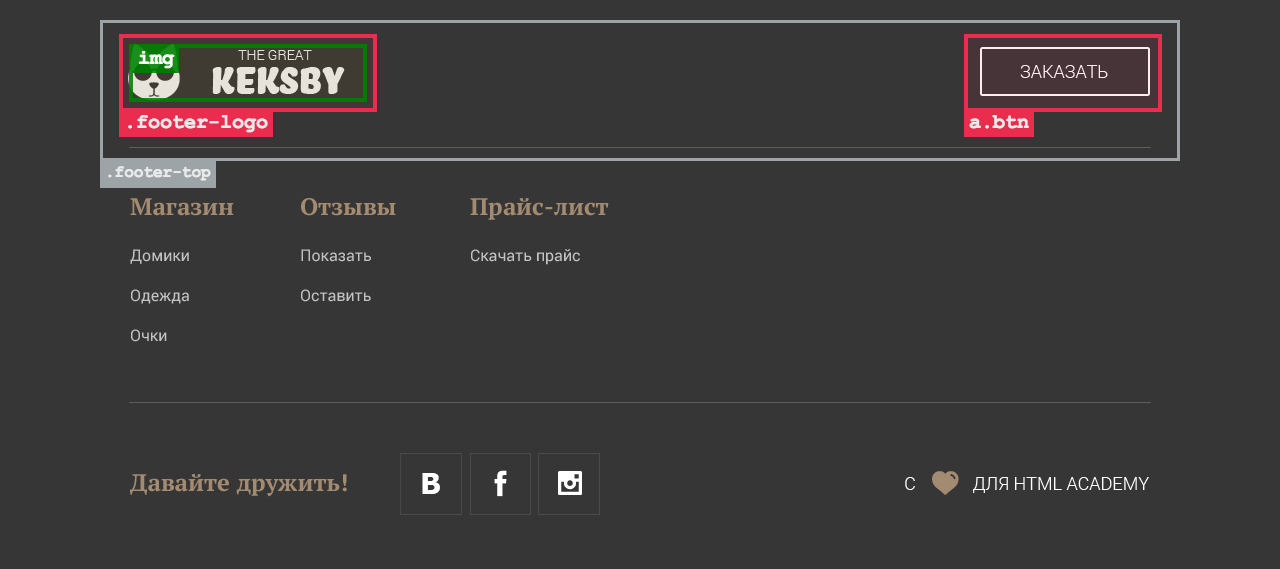 img
THE GREAT
KEKSBY
ЗАКАЗАТЬ
.footer-logo
a.btn
.footer-top
Магазин
Отзывы
Прайс-лист
Домики
Показать
Скачать прайс
Одежда
Оставить
Очки
Давайте дружить!
В
f
С
ДЛЯ HTML ACADEMY